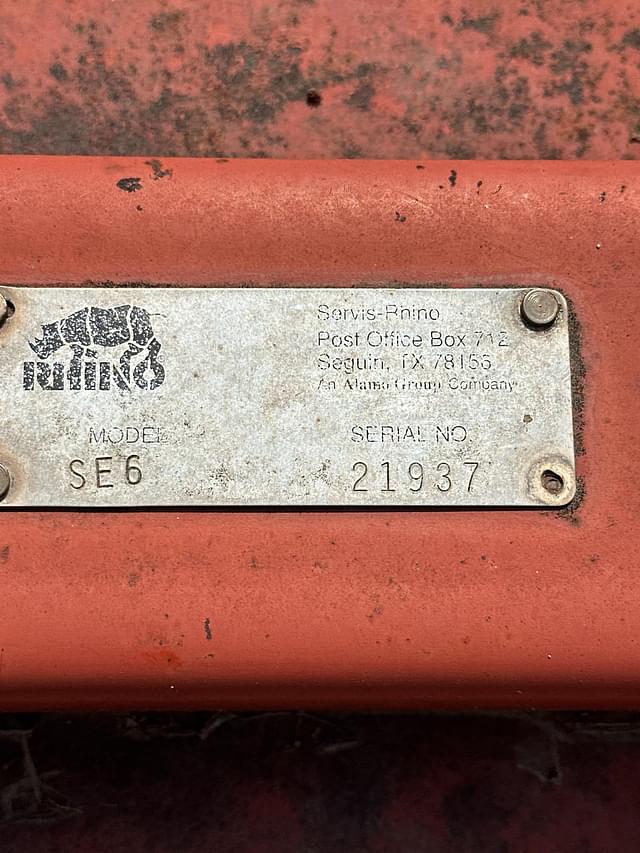 RHINO
Servis-Rhino
Post Office Box 712
Seguin, TX 78156
An Alamo Group Company
MODEL
SERIAL NO.
SE6
21937